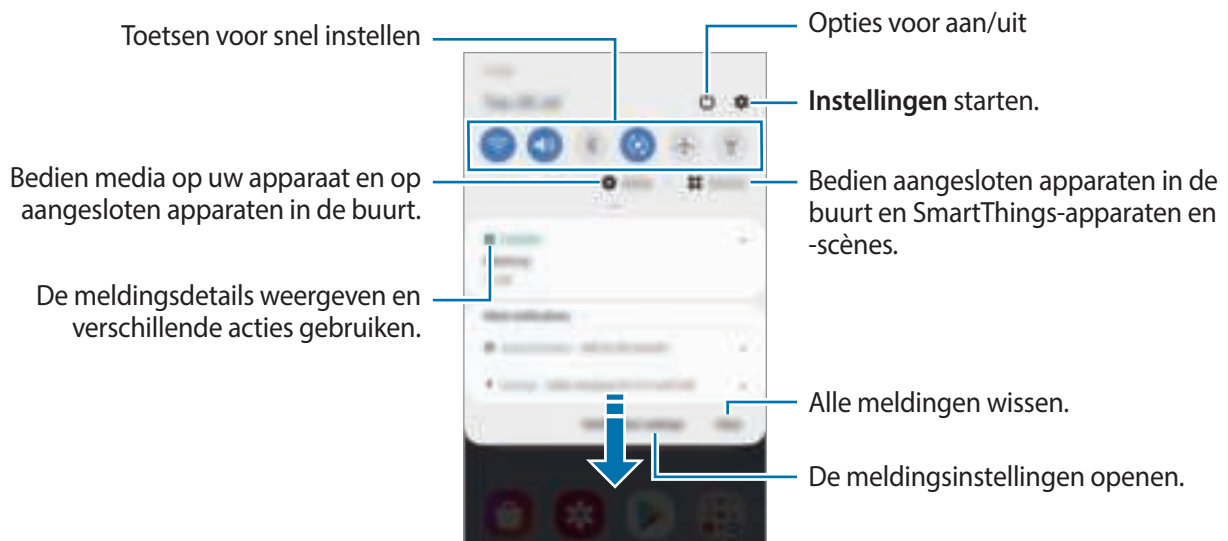 Toetsen voor snel instellen
Opties voor aan/uit
Instellingen starten.
Bedien media op uw apparaat en op
aangesloten apparaten in de buurt.
Bedien aangesloten apparaten in de
buurt en SmartThings-apparaten en
-scènes.
De meldingsdetails weergeven en
verschillende acties gebruiken.
Alle meldingen wissen.
De meldingsinstellingen openen.